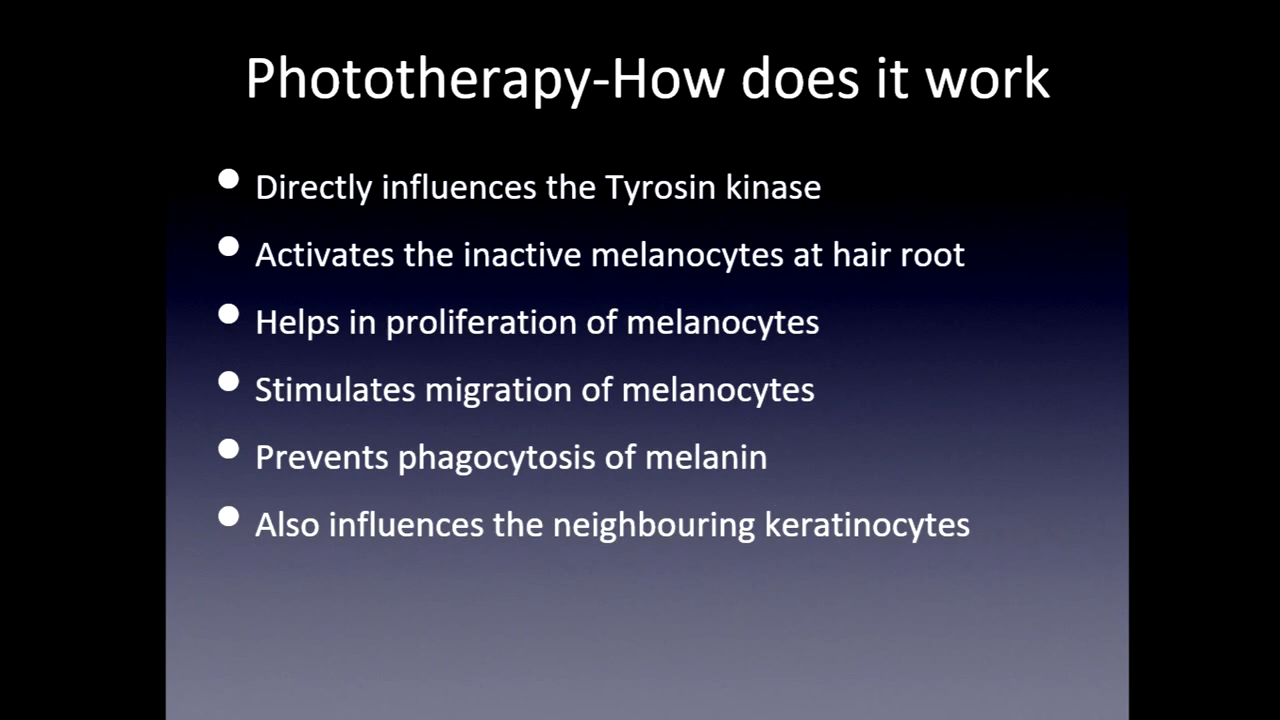 Phototherapy-How does it work
• Directly influences the Tyrosin kinase
• Activates the inactive melanocytes at hair root
• Helps in proliferation of melanocytes
• Stimulates migration of melanocytes
• Prevents phagocytosis of melanin
• Also influences the neighbouring keratinocytes